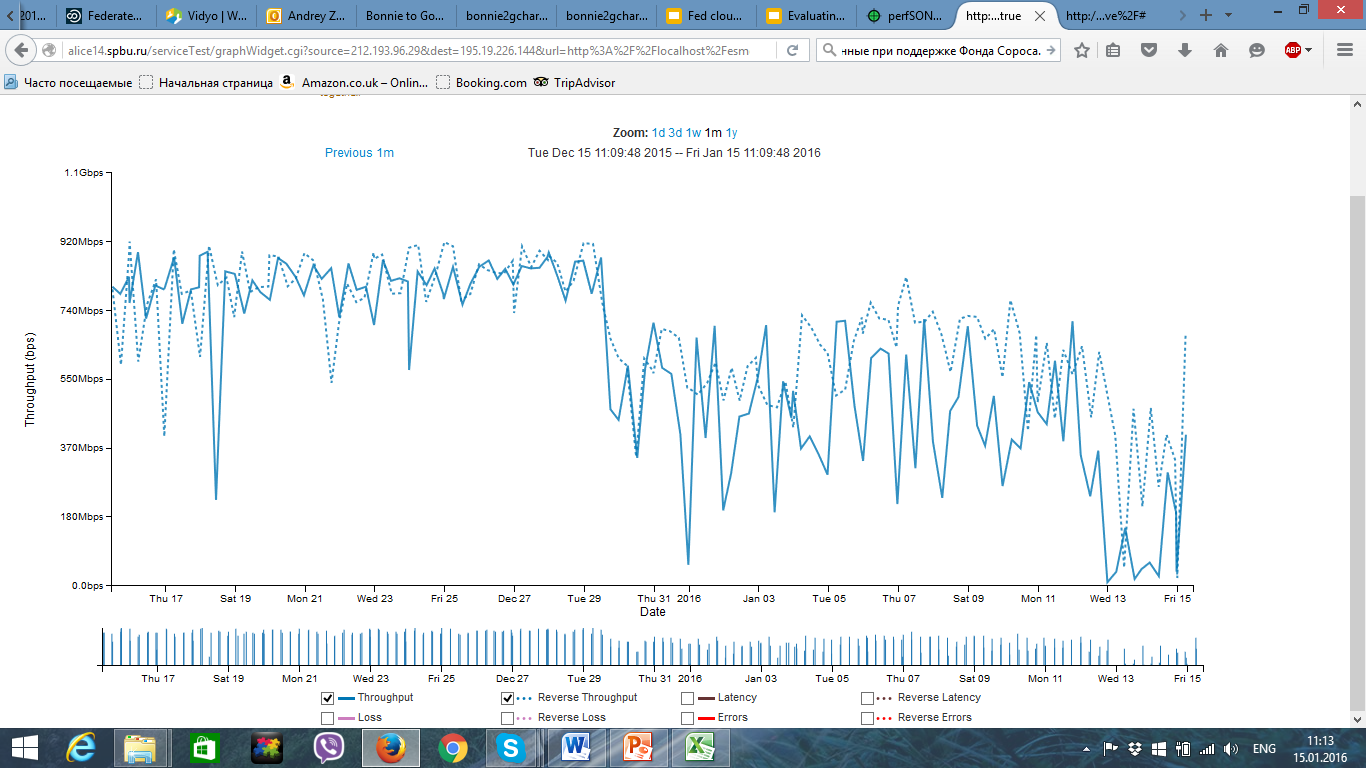 201...
Federate...
Vidyo | W...
Andrey Z...
Bonnie to Go...
bonnie2gchar...
bonnie2gchar...
Fed clou...
Evaluatin...
perfSON...
http:...true
http:/...ve%2F#
alice14.spbu.ru/serviceTest/graphWidget.cgi?source=212.193.96.29&dest=195.19.226.144&url=http%3A%2F%2Flocalhost%2Fesm
нные при поддержке Фонда Сороса.
ABP
Часто посещаемые
Начальная страница
Amazon.co.uk – Onlin...
Booking.com
TripAdvisor
Zoom: 1d 3d 1w 1m 1y
Previous 1m
Tue Dec 15 11:09:48 2015 -- Fri Jan 15 11:09:48 2016
1.1Gbps
920Mbps
740Mbps
550Mbps
370Mbps
180Mbps
0.0bps
Throughput (bps)
Thu 17 Sat 19 Mon 21 Wed 23 Fri 25 Dec 27 Tue 29 Thu 31 2016 Jan 03 Tue 05 Thu 07 Sat 09 Mon 11 Wed 13 Fri 15
Date
Thu 17 Sat 19 Mon 21 Wed 23 Fri 25 Dec 27 Tue 29 Thu 31 2016 Jan 03 Tue 05 Thu 07 Sat 09 Mon 11 Wed 13 Fri 15
Throughput Reverse Throughput Latency Reverse Latency
Loss Reverse Loss Errors Reverse Errors
ENG
11:13
15.01.2016